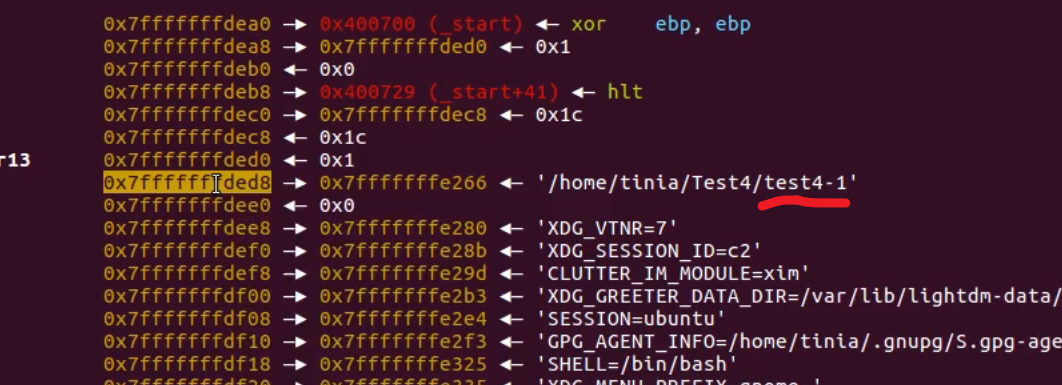 0x7fffffffdea0 —▸ 0x400700 (_start) ◂— xor    ebp, ebp
0x7fffffffdea8 —▸ 0x7fffffffded0 ◂— 0x1
0x7fffffffdeb0 ◂— 0x0
0x7fffffffdeb8 —▸ 0x400729 (_start+41) ◂— hlt
0x7fffffffdec0 —▸ 0x7fffffffdec8 ◂— 0x1c
0x7fffffffdec8 ◂— 0x1c
r13 0x7fffffffded0 ◂— 0x1
0x7fffffffded8 —▸ 0x7fffffffe266 ◂— '/home/tinia/Test4/test4-1'
0x7fffffffdee0 ◂— 0x0
0x7fffffffdee8 —▸ 0x7fffffffe280 ◂— 'XDG_VTNR=7'
0x7fffffffdef0 —▸ 0x7fffffffe28b ◂— 'XDG_SESSION_ID=c2'
0x7fffffffdef8 —▸ 0x7fffffffe29d ◂— 'CLUTTER_IM_MODULE=xim'
0x7fffffffdf00 —▸ 0x7fffffffe2b3 ◂— 'XDG_GREETER_DATA_DIR=/var/lib/lightdm-data/
0x7fffffffdf08 —▸ 0x7fffffffe2e4 ◂— 'SESSION=ubuntu'
0x7fffffffdf10 —▸ 0x7fffffffe2f3 ◂— 'GPG_AGENT_INFO=/home/tinia/.gnupg/S.gpg-age
0x7fffffffdf18 —▸ 0x7fffffffe325 ◂— 'SHELL=/bin/bash'